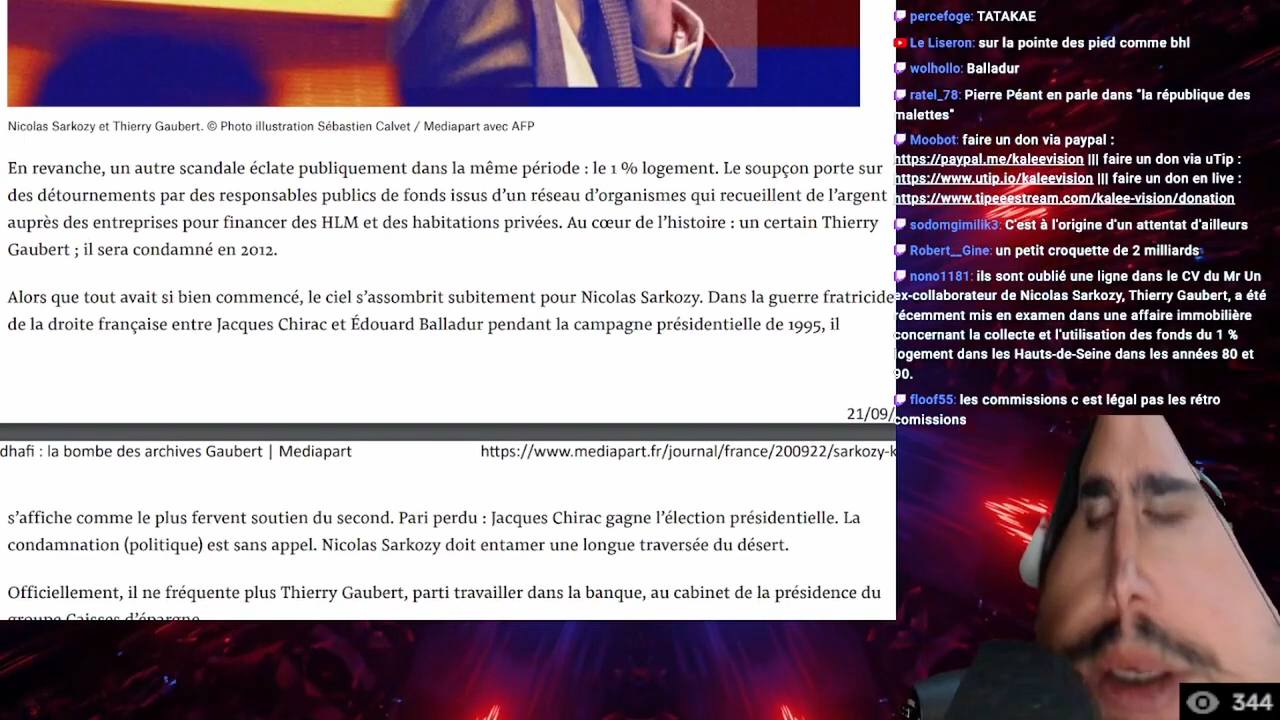 Nicolas Sarkozy et Thierry Gaubert. © Photo illustration Sébastien Calvet / Mediapart avec AFP
En revanche, un autre scandale éclate publiquement dans la même période : le 1 % logement. Le soupçon porte sur
des détournements par des responsables publics de fonds issus d'un réseau d'organismes qui recueillent de l'argent
auprès des entreprises pour financer des HLM et des habitations privées. Au cœur de l'histoire : un certain Thierry
Gaubert ; il sera condamné en 2012.
Alors que tout avait si bien commencé, le ciel s'assombrit subitement pour Nicolas Sarkozy. Dans la guerre fratricide
de la droite française entre Jacques Chirac et Édouard Balladur pendant la campagne présidentielle de 1995, il
21/09/
dhafi : la bombe des archives Gaubert | Mediapart
https://www.mediapart.fr/journal/france/200922/sarkozy-k
s'affiche comme le plus fervent soutien du second. Pari perdu : Jacques Chirac gagne l'élection présidentielle. La
condamnation (politique) est sans appel. Nicolas Sarkozy doit entamer une longue traversée du désert.
Officiellement, il ne fréquente plus Thierry Gaubert, parti travailler dans la banque, au cabinet de la présidence du
groupe Caisses d'épargne.
percefoge: TATAKAE
Le Liseron: sur la pointe des pied comme bhl
wolhollo: Balladur
ratel_78: Pierre Péant en parle dans "la république des
malettes"
Moobot: faire un don via paypal :
https://paypal.me/kaleevision ||| faire un don via uTip :
https://www.utip.io/kaleevision ||| faire un don en live :
https://www.tipeeestream.com/kalee-vision/donation
sodomgimilik3: C'est à l'origine d'un attentat d'ailleurs
Robert__Gine: un petit croquette de 2 milliards
nono1181: ils sont oublié une ligne dans le CV du Mr Un
ex-collaborateur de Nicolas Sarkozy, Thierry Gaubert, a été
récemment mis en examen dans une affaire immobilière
concernant la collecte et l'utilisation des fonds du 1 %
logement dans les Hauts-de-Seine dans les années 80 et
90.
floof55: les commissions c est légal pas les rétro
comissions
344